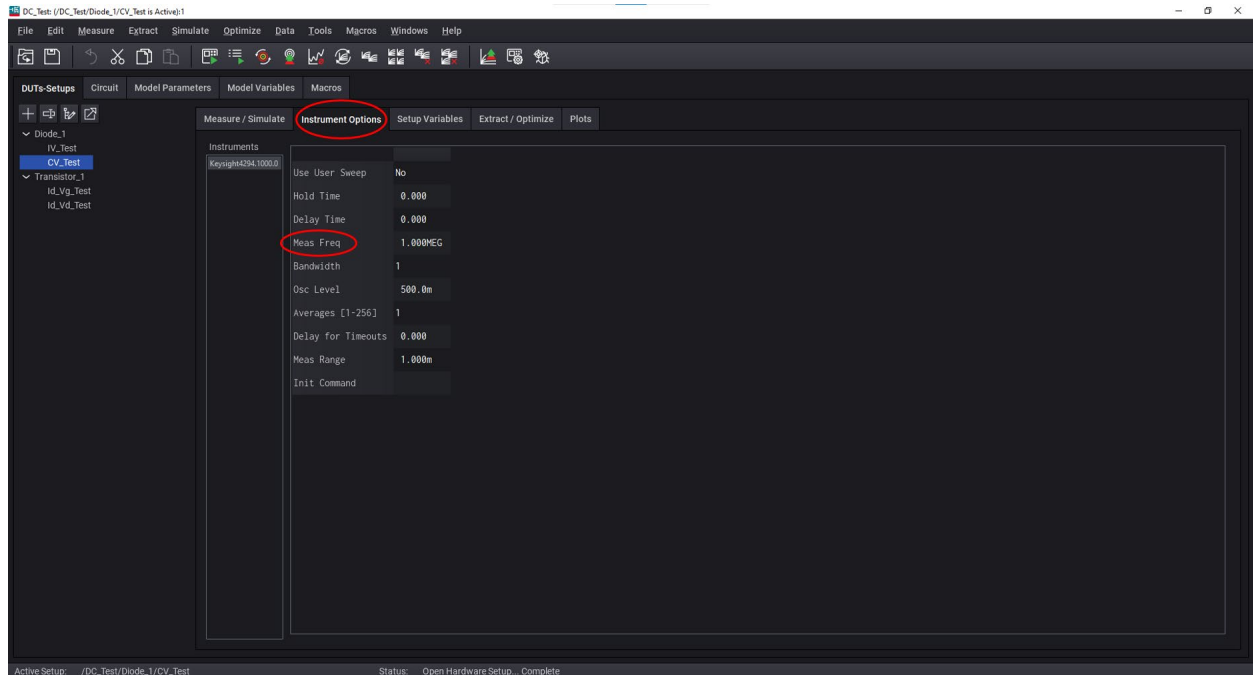 DC_Test: (/DC_Test/Diode_1/CV_Test is Active):1
File Edit Measure Extract Simulate Optimize Data Tools Macros Windows Help
DUTs-Setups Circuit Model Parameters Model Variables Macros
Measure / Simulate Instrument Options Setup Variables Extract / Optimize Plots
Diode_1
IV_Test
CV_Test
Transistor_1
Id_Vg_Test
Id_Vd_Test
Instruments
Keysight4294.1000.0
Use User Sweep No
Hold Time 0.000
Delay Time 0.000
Meas Freq 1.000MEG
Bandwidth 1
Osc Level 500.0m
Averages [1-256] 1
Delay for Timeouts 0.000
Meas Range 1.000m
Init Command
Active Setup: /DC_Test/Diode_1/CV_Test Status: Open Hardware Setup... Complete